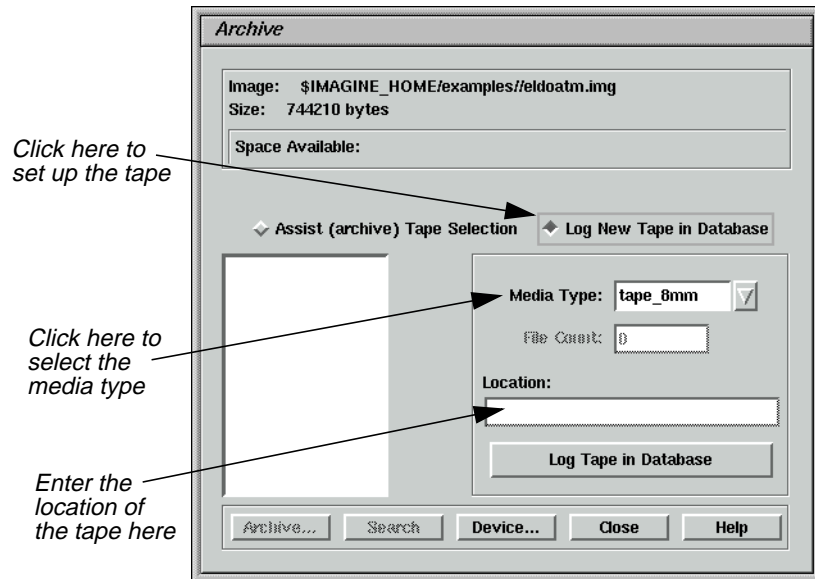 Archive
Image: $IMAGINE_HOME/examples//eldoatm.img
Size: 744210 bytes
Space Available:
Click here to
set up the tape
Assist (archive) Tape Selection
Log New Tape in Database
Media Type: tape_8mm
File Count: 0
Click here to
select the
media type
Location:
Log Tape in Database
Enter the
location of
the tape here
Archive... Search Device... Close Help